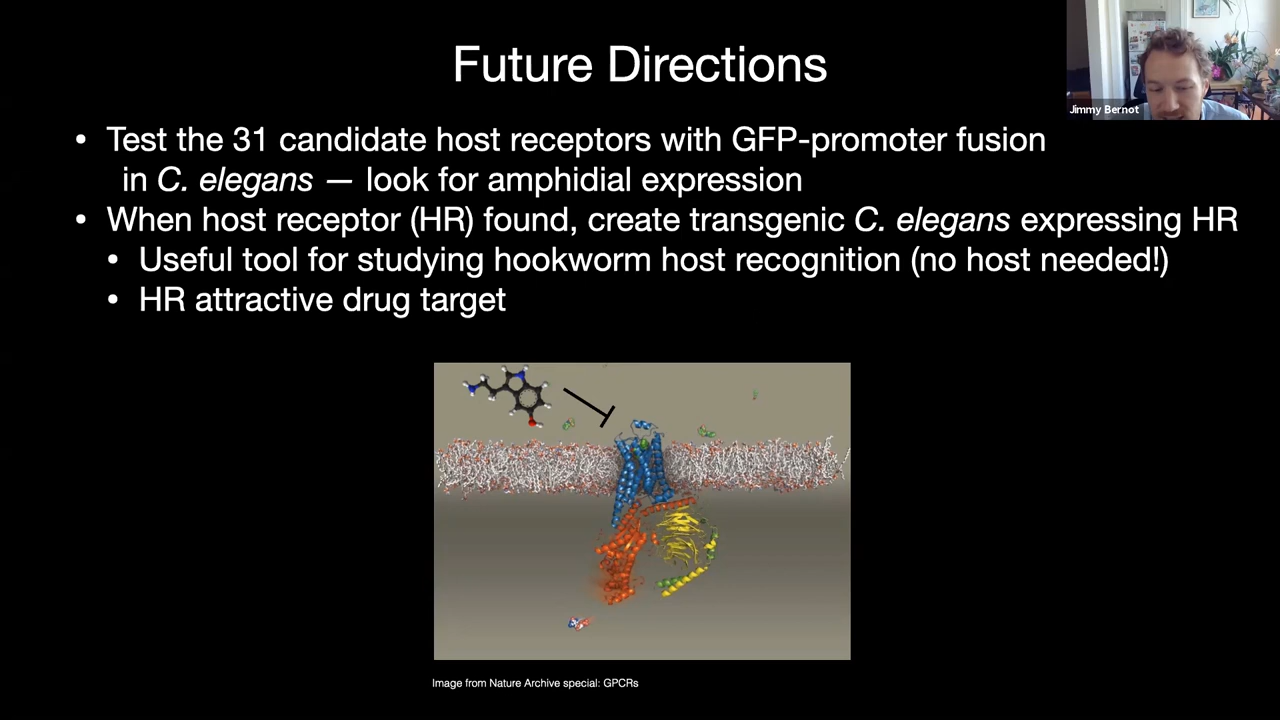 Future Directions
Jimmy Bernot
• Test the 31 candidate host receptors with GFP-promoter fusion
in C. elegans — look for amphidial expression
• When host receptor (HR) found, create transgenic C. elegans expressing HR
• Useful tool for studying hookworm host recognition (no host needed!)
• HR attractive drug target
Image from Nature Archive special: GPCRs